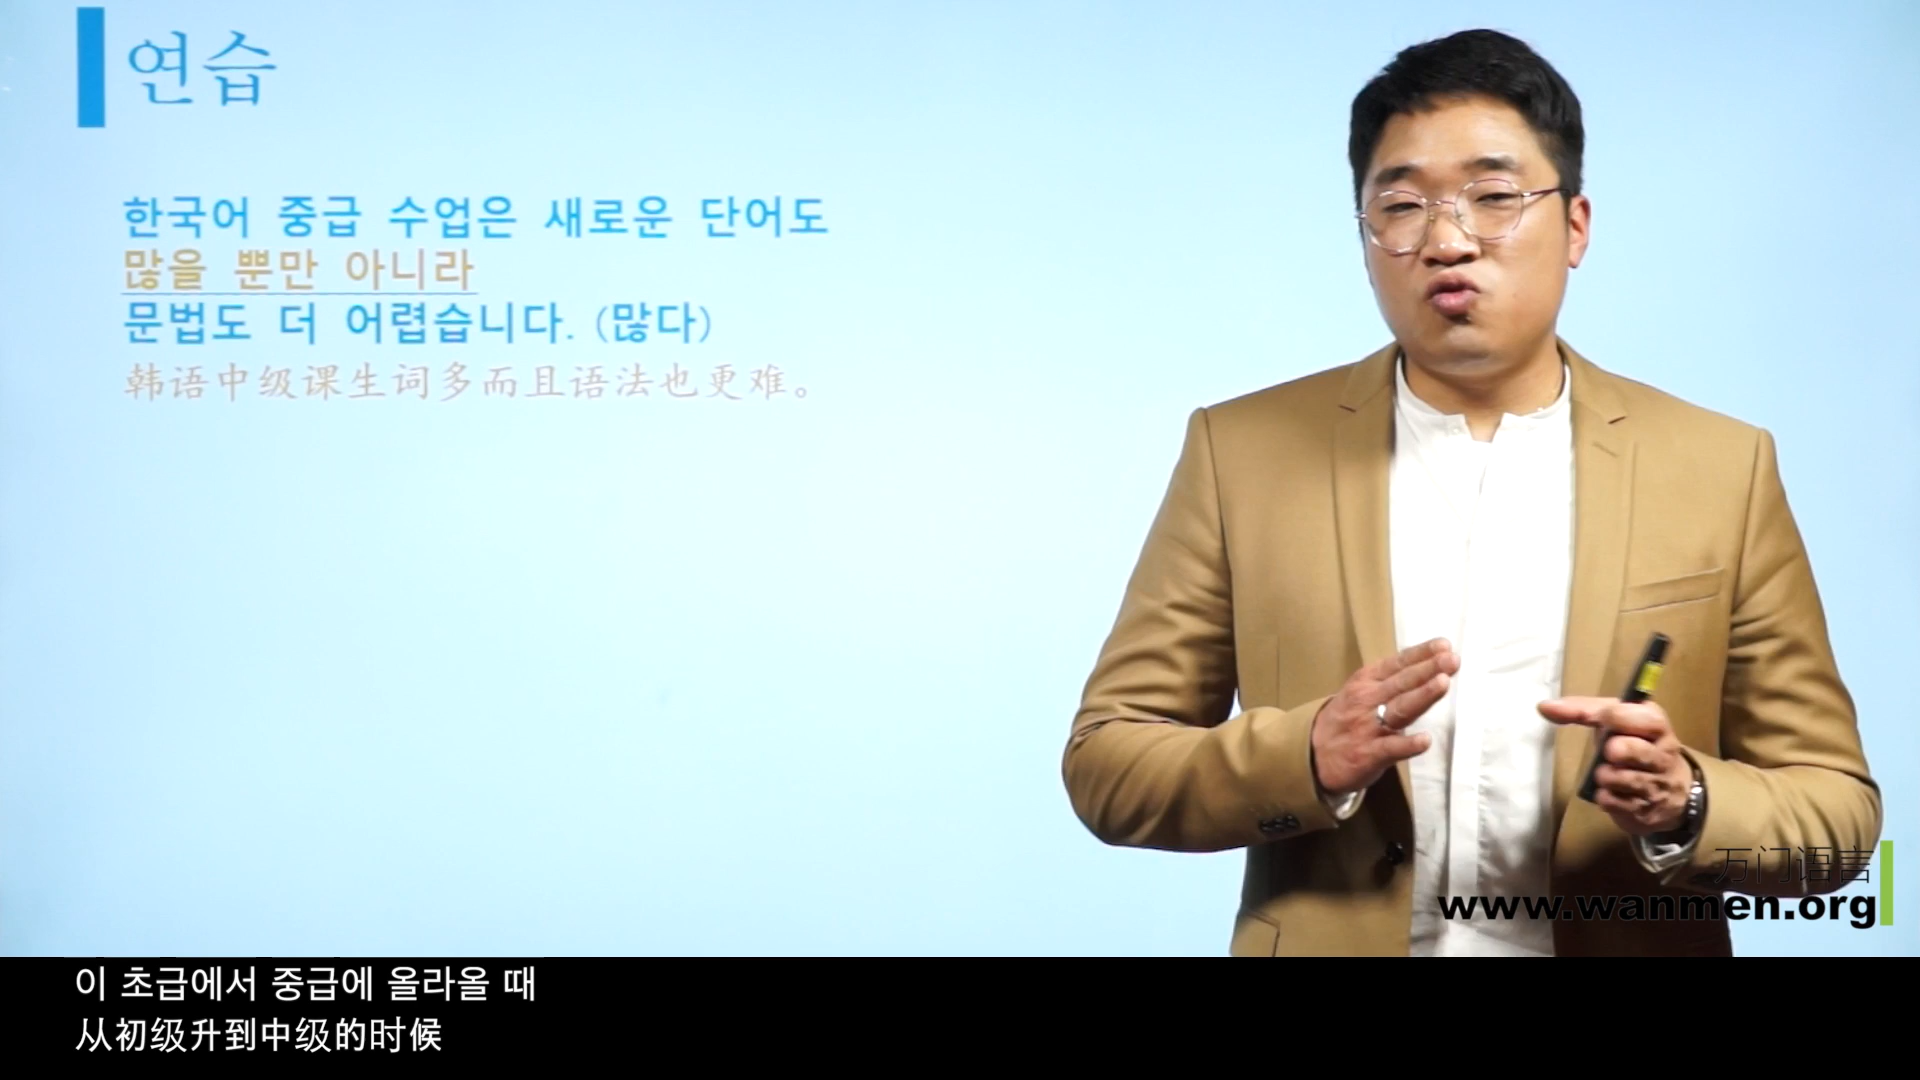 연습
한국어 중급 수업은 새로운 단어도
많을 뿐만 아니라
문법도 더 어렵습니다. (많다)
韩语中级课生词多而且语法也更难。
万门语言
www.wanmen.org
이 초급에서 중급에 올라올 때
从初级升到中级的时候